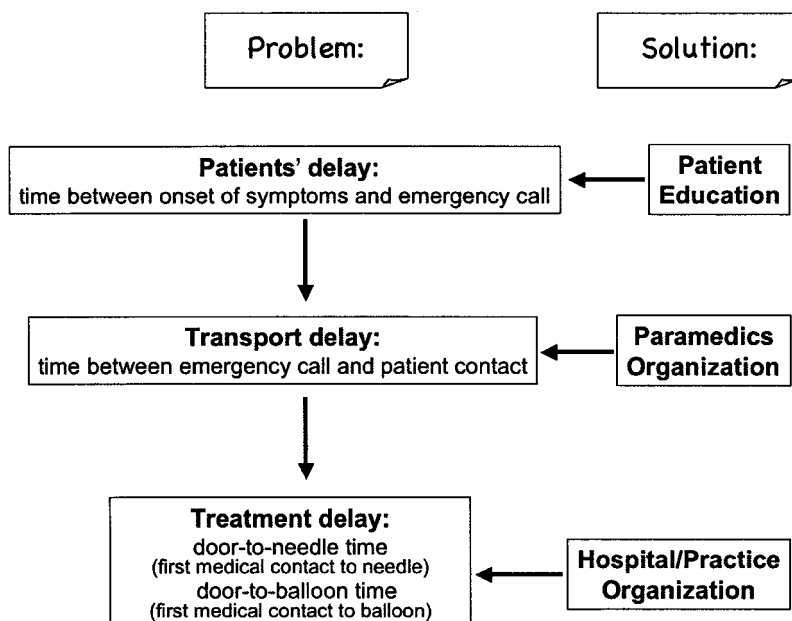 Problem:
Solution:
Patients' delay:
time between onset of symptoms and emergency call
Patient
Education
Transport delay:
time between emergency call and patient contact
Paramedics
Organization
Treatment delay:
door-to-needle time
(first medical contact to needle)
door-to-balloon time
(first medical contact to balloon)
Hospital/Practice
Organization